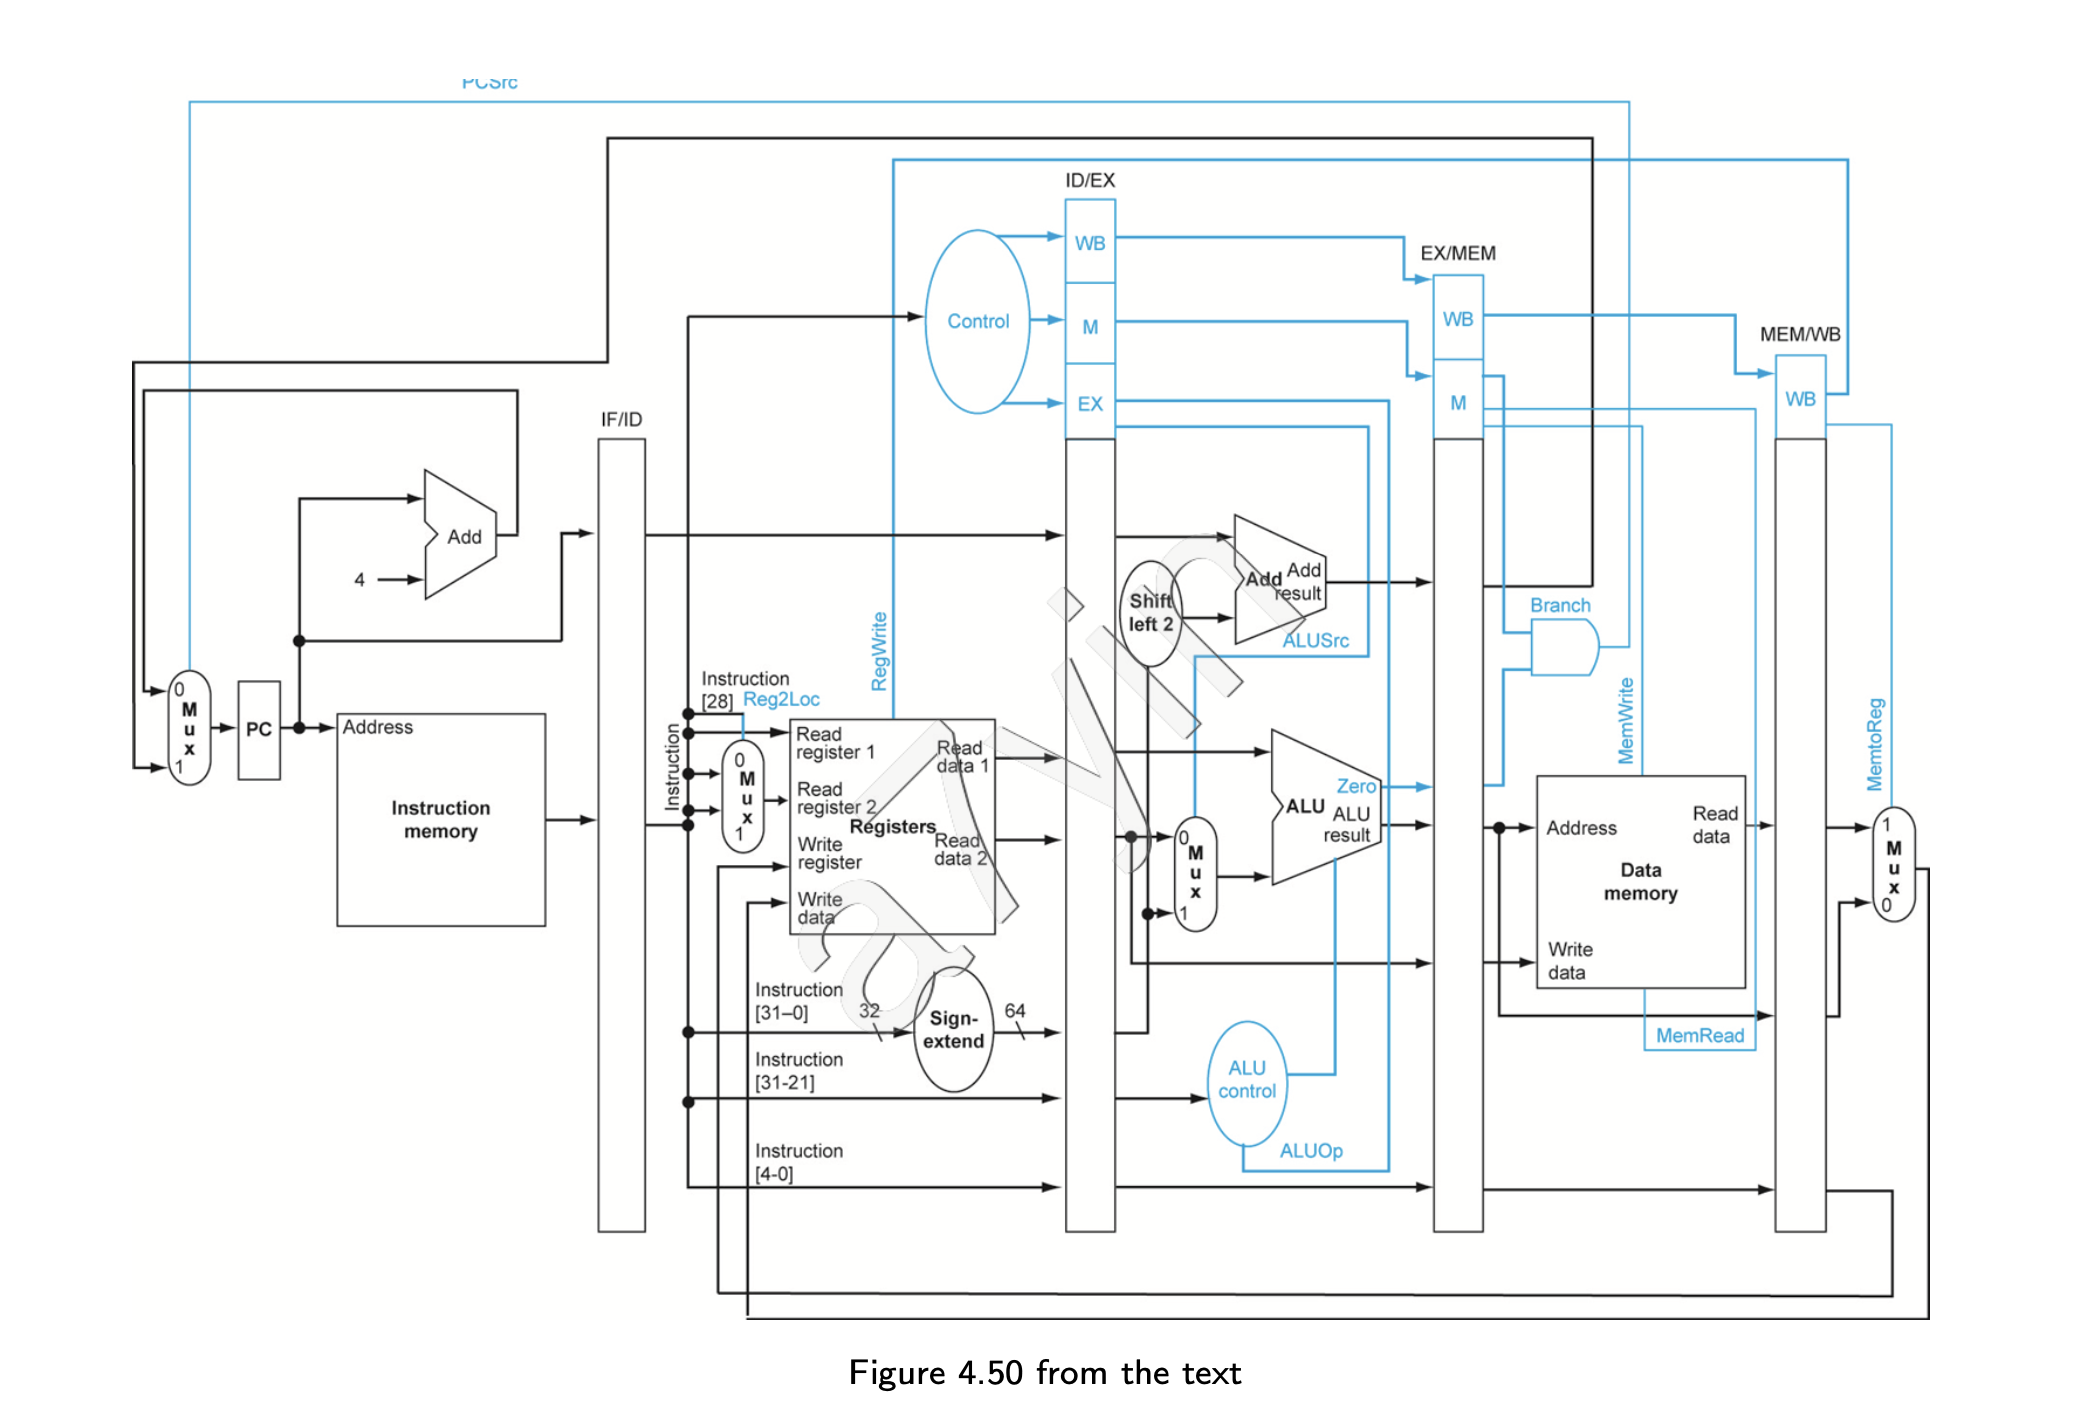 PCSrc
ID/EX
WB
EX/MEM
Control
M
WB
MEM/WB
EX
M
WB
IF/ID
Add
4
Shift
left 2
Add
Add
result
Branch
ALUSrc
RegWrite
MemWrite
MemtoReg
Instruction
[28]
Reg2Loc
0
M
u
x
1
PC
Address
Instruction
memory
Instruction
0
M
u
x
1
Read
register 1
Read
data 1
Read
register 2
Registers
Write
register
Read
data 2
Write
data
0
M
u
x
1
Zero
ALU
ALU
result
Address
Read
data
Data
memory
Write
data
1
M
u
x
0
Instruction
[31–0]
32
Sign-
extend
64
MemRead
Instruction
[31-21]
ALU
control
Instruction
[4-0]
ALUOp
Figure 4.50 from the text